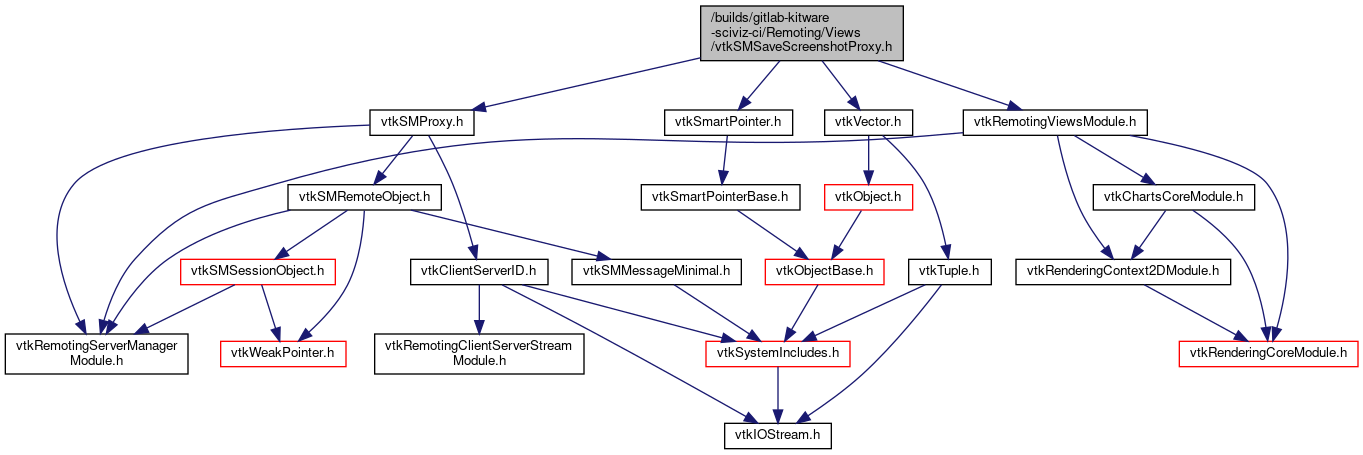 /builds/gitlab-kitware
-sciviz-ci/Remoting/Views
/vtkSMSaveScreenshotProxy.h
vtkSMProxy.h
vtkSmartPointer.h
vtkVector.h
vtkRemotingViewsModule.h
vtkSMRemoteObject.h
vtkSmartPointerBase.h
vtkObject.h
vtkChartsCoreModule.h
vtkSMSessionObject.h
vtkClientServerID.h
vtkSMMessageMinimal.h
vtkObjectBase.h
vtkTuple.h
vtkRenderingContext2DModule.h
vtkRemotingServerManager
Module.h
vtkWeakPointer.h
vtkRemotingClientServerStream
Module.h
vtkSystemIncludes.h
vtkRenderingCoreModule.h
vtkIOStream.h